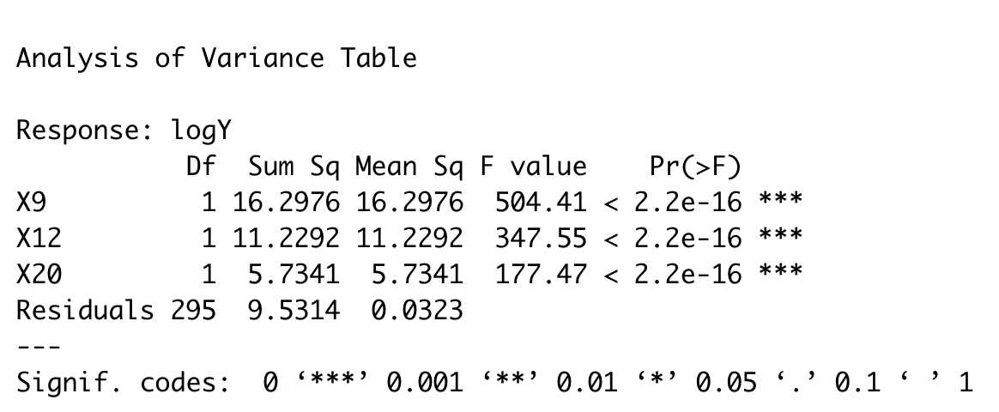 Analysis of Variance Table
Response: logY
Df Sum Sq Mean Sq F value Pr(>F)
X9 1 16.2976 16.2976 504.41 < 2.2e-16 ***
X12 1 11.2292 11.2292 347.55 < 2.2e-16 ***
X20 1 5.7341 5.7341 177.47 < 2.2e-16 ***
Residuals 295 9.5314 0.0323
---
Signif. codes: 0 ‘***’ 0.001 ‘**’ 0.01 ‘*’ 0.05 ‘.’ 0.1 ‘ ’ 1